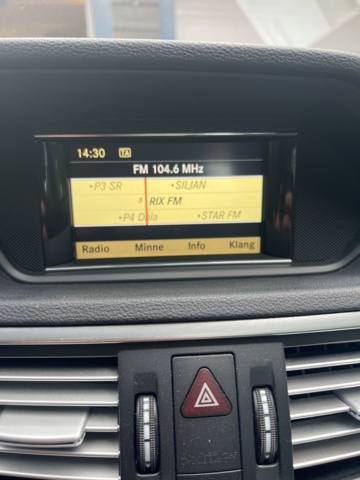 14:30 TA
FM 104.6 MHz
•P3 SR •SILJAN
3 RIX FM
•P4 Dala •STAR FM
Radio Minne Info Klang